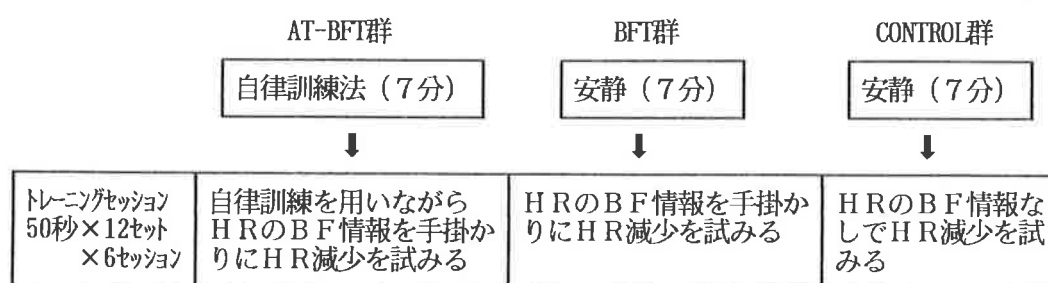 AT-BFT群
BFT群
CONTROL群
自律訓練法（７分）
安静（７分）
安静（７分）
ﾄﾚｰﾆﾝｸﾞｾｯｼｮﾝ
50秒×12ｾｯﾄ
×6ｾｯｼｮﾝ
自律訓練を用いながら
ＨＲのＢＦ情報を手掛か
りにＨＲ減少を試みる
ＨＲのＢＦ情報を手掛か
りにＨＲ減少を試みる
ＨＲのＢＦ情報な
しでＨＲ減少を試
みる